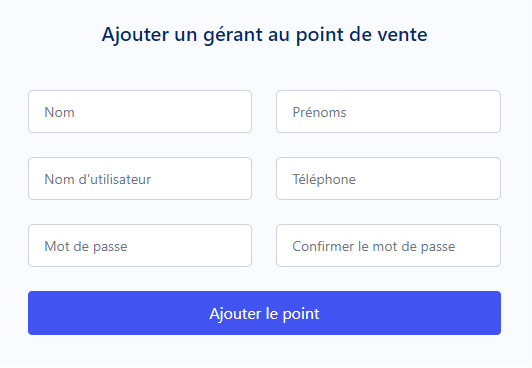 Ajouter un gérant au point de vente
Nom
Prénoms
Nom d'utilisateur
Téléphone
Mot de passe
Confirmer le mot de passe
Ajouter le point